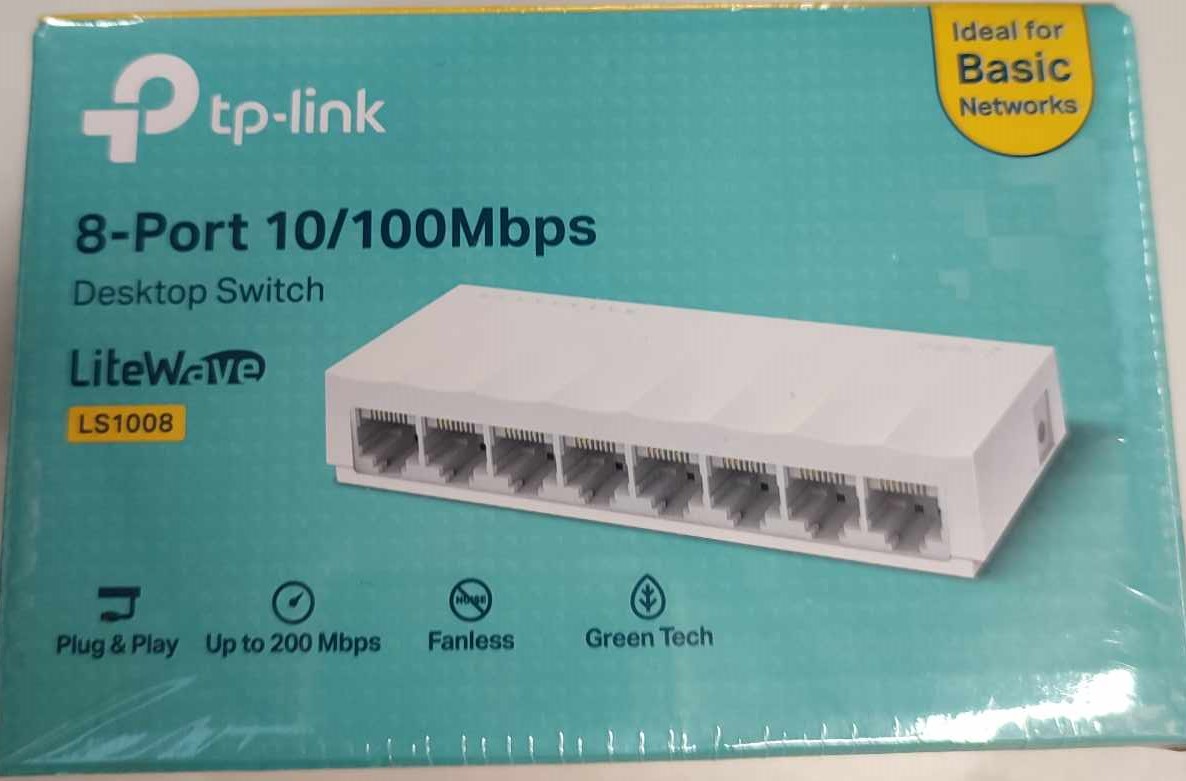 tp-link
Ideal for
Basic
Networks
8-Port 10/100Mbps
Desktop Switch
LiteWave
LS1008
NOISE
Plug & Play
Up to 200 Mbps
Fanless
Green Tech